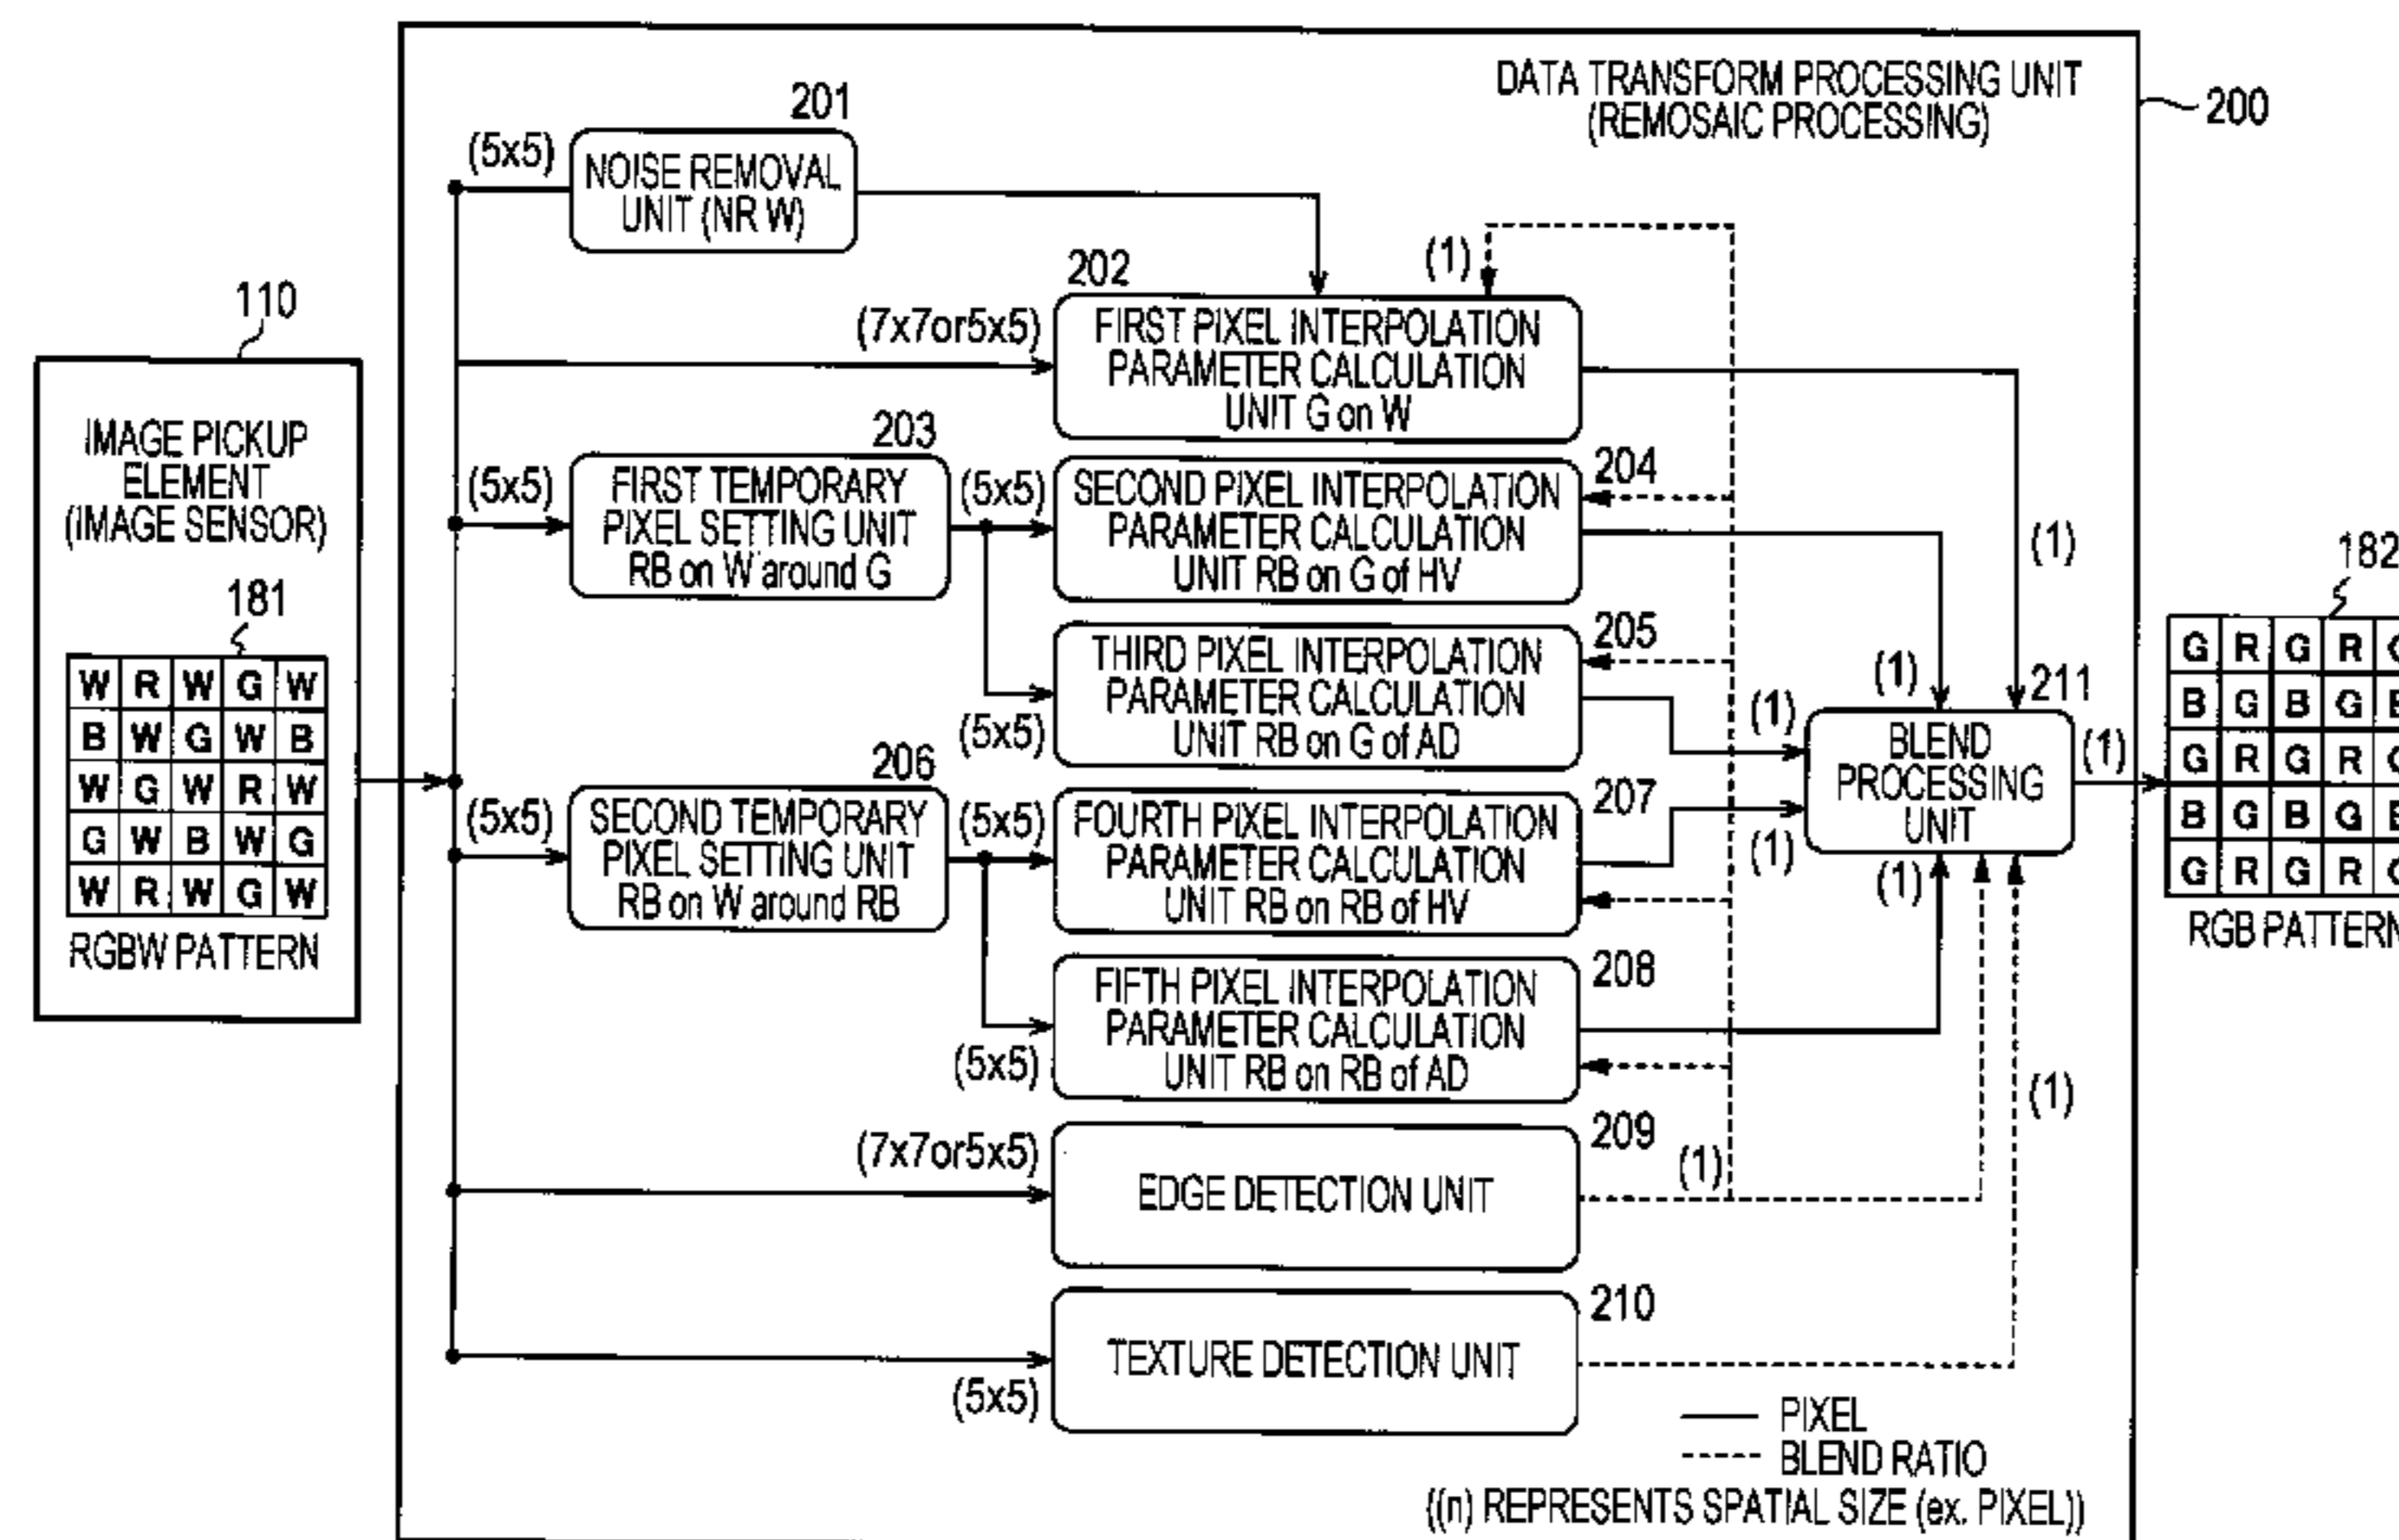 DATA TRANSFORM PROCESSING UNIT
(REMOSAIC PROCESSING)
200
201
(5x5)
NOISE REMOVAL
UNIT (NR W)
110
IMAGE PICKUP
ELEMENT
(IMAGE SENSOR)
181
W R W G W
B W G W B
W G W R W
G W B W G
W R W G W
RGBW PATTERN
202
(1)
(7x7or5x5)
FIRST PIXEL INTERPOLATION
PARAMETER CALCULATION
UNIT G on W
203
(5x5)
FIRST TEMPORARY
PIXEL SETTING UNIT
RB on W around G
(5x5)
204
SECOND PIXEL INTERPOLATION
PARAMETER CALCULATION
UNIT RB on G of HV
(1)
205
THIRD PIXEL INTERPOLATION
PARAMETER CALCULATION
UNIT RB on G of AD
(5x5)
(1)
(1)
206
(5x5)
SECOND TEMPORARY
PIXEL SETTING UNIT
RB on W around RB
(5x5)
207
FOURTH PIXEL INTERPOLATION
PARAMETER CALCULATION
UNIT RB on RB of HV
(1)
(1)
211
BLEND
PROCESSING
UNIT
(1)
208
FIFTH PIXEL INTERPOLATION
PARAMETER CALCULATION
UNIT RB on RB of AD
(5x5)
209
(7x7or5x5)
EDGE DETECTION UNIT
(1)
(1)
210
TEXTURE DETECTION UNIT
(5x5)
182
G R G R
B G B G
G R G R
B G B G
G R G R
RGB PATTERN
PIXEL
BLEND RATIO
((n) REPRESENTS SPATIAL SIZE (ex. PIXEL))